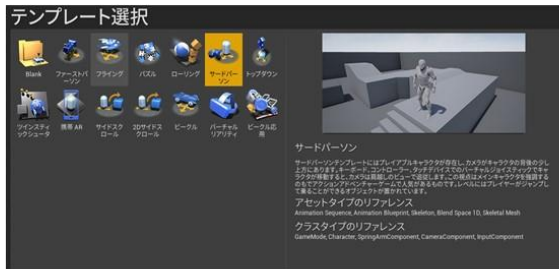 テンプレート選択
Blank
ファーストパーソン
フライング
パズル
ローリング
サードパーソン
トップダウン
ツインスティックシュータ
携帯 AR
サイドスクロール
2Dサイドスクロール
ビークル
バーチャルリアリティ
ビークル応用
サードパーソン
サードパーソンテンプレートにはプレイアブルキャラクタが存在し、カメラがキャラクタの背後の少し
上方にあります。キーボード、コントローラー、タッチデバイスでのバーチャルジョイスティックでキャ
ラクタが移動すると、カメラは肩越しのビューで追従します。この視点はメインキャラクタを強調する
のもでアクションアドベンチャーゲームで人気があるものです。レベルにはプレイヤーがジャンプし
て乗ることができるオブジェクトが置かれています。
アセットタイプのリファレンス
Animation Sequence, Animation Blueprint, Skeleton, Blend Space 1D, Skeletal Mesh
クラスタイプのリファレンス
GameMode, Character, SpringArmComponent, CameraComponent, InputComponent